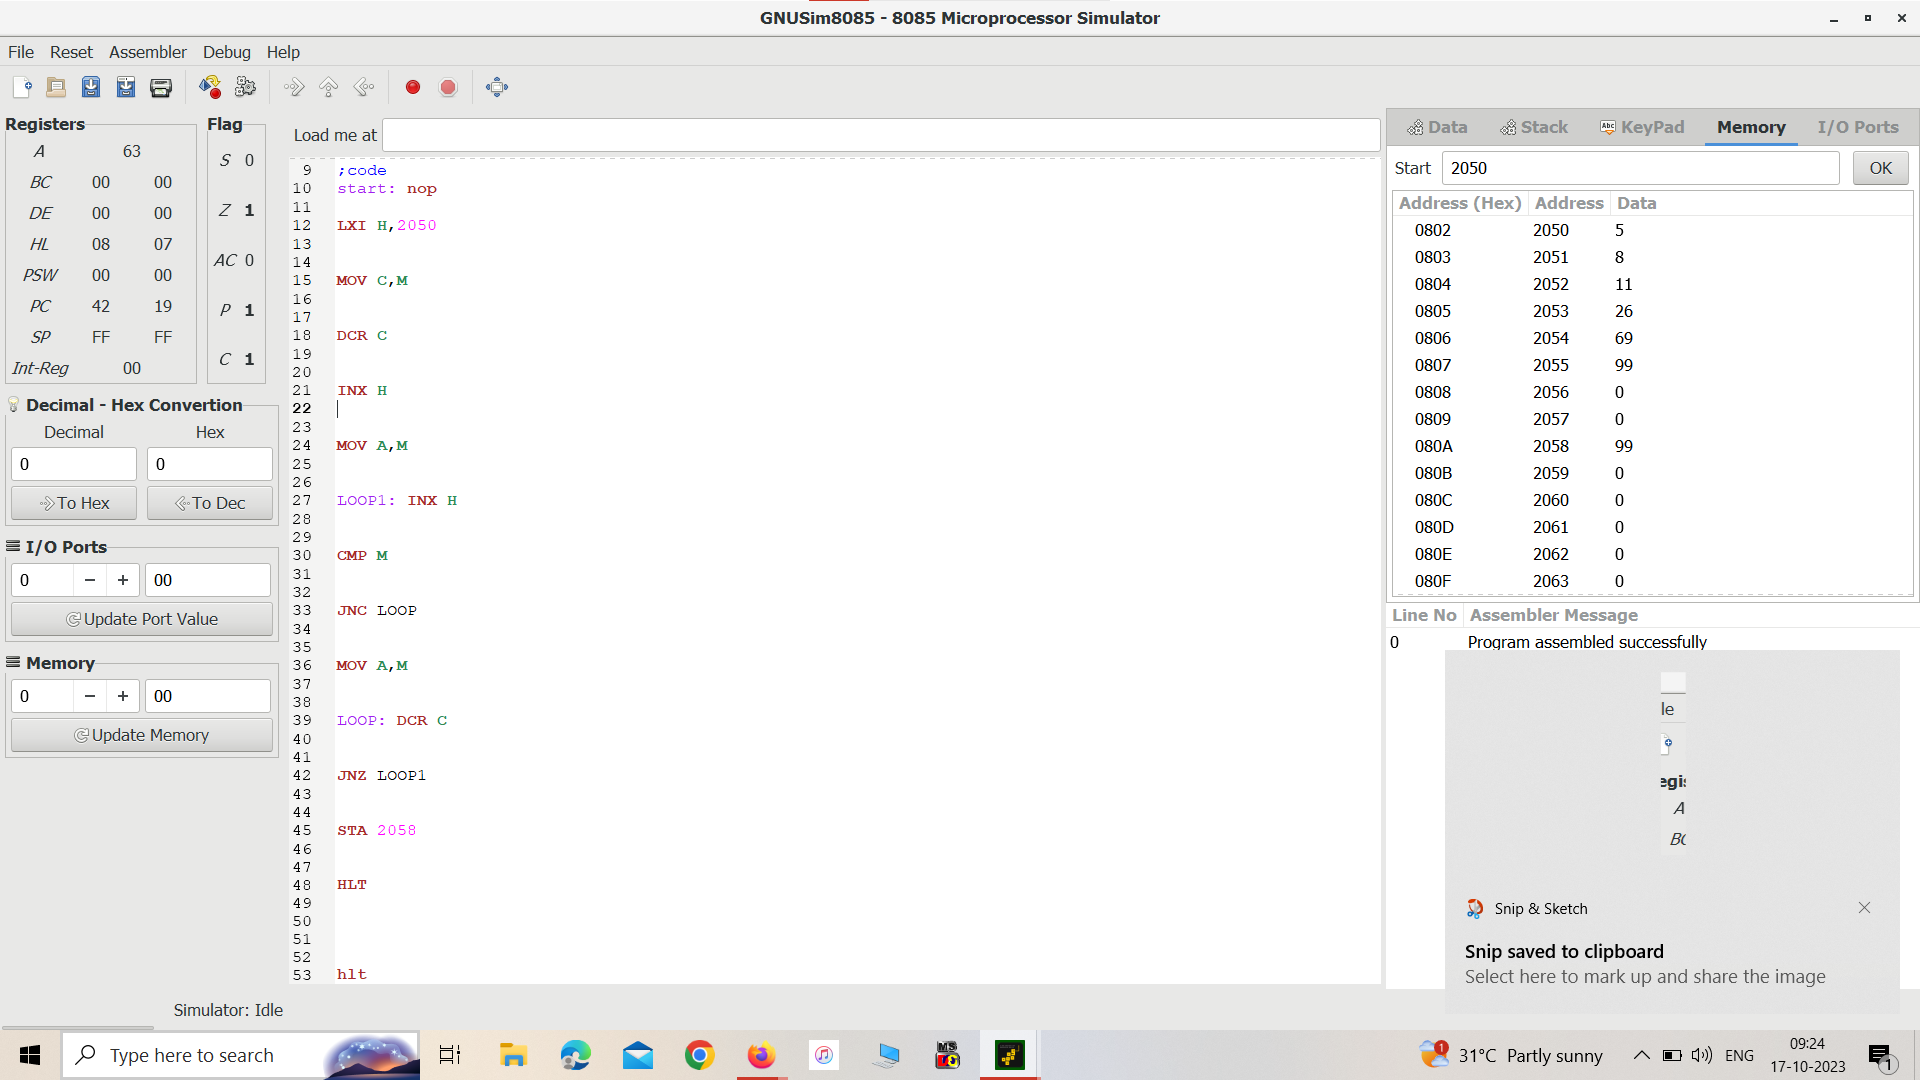 GNUSim8085 - 8085 Microprocessor Simulator
File Reset Assembler Debug Help
Registers
A 63
BC 00 00
DE 00 00
HL 08 07
PSW 00 00
PC 42 19
SP FF FF
Int-Reg 00
Flag
S 0
Z 1
AC 0
P 1
C 1
Decimal - Hex Convertion
Decimal Hex
0 0
To Hex To Dec
I/O Ports
0 − + 00
Update Port Value
Memory
0 − + 00
Update Memory
Load me at
9 ;code
10 start: nop
11
12 LXI H,2050
13
14
15 MOV C,M
16
17
18 DCR C
19
20
21 INX H
22
23
24 MOV A,M
25
26
27 LOOP1: INX H
28
29
30 CMP M
31
32
33 JNC LOOP
34
35
36 MOV A,M
37
38
39 LOOP: DCR C
40
41
42 JNZ LOOP1
43
44
45 STA 2058
46
47
48 HLT
49
50
51
52
53 hlt
Data Stack Abc KeyPad Memory I/O Ports
Start 2050 OK
Address (Hex) Address Data
0802 2050 5
0803 2051 8
0804 2052 11
0805 2053 26
0806 2054 69
0807 2055 99
0808 2056 0
0809 2057 0
080A 2058 99
080B 2059 0
080C 2060 0
080D 2061 0
080E 2062 0
080F 2063 0
Line No Assembler Message
0 Program assembled successfully
le
egis
A
BC
Snip & Sketch
Snip saved to clipboard
Select here to mark up and share the image
Simulator: Idle
Type here to search
MS
1 31°C Partly sunny
ENG
09:24
17-10-2023
1